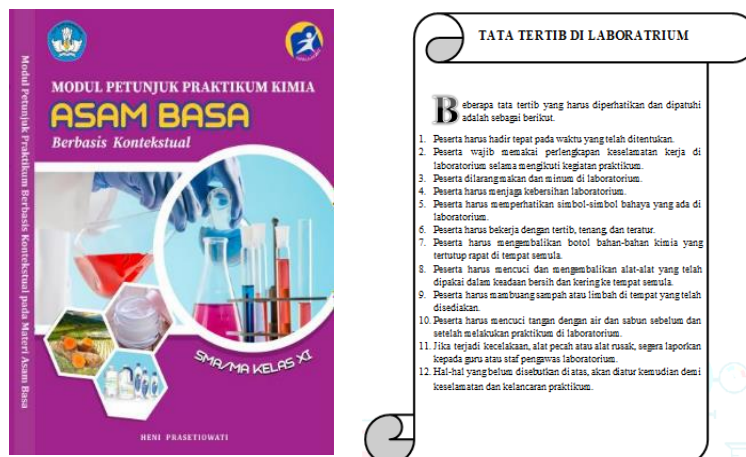 Modul Petunjuk Praktikum Berbasis Kontekstual pada Materi Asam Basa
MODUL PETUNJUK PRAKTIKUM KIMIA
ASAM BASA
Berbasis Kontekstual
SMA/MA KELAS XI
HENI PRASETIOWATI
TATA TERTIB DI LABORATRIUM
Beberapa tata tertib yang harus diperhatikan dan dipatuhi
adalah sebagai berikut.
1. Peserta harus hadir tepat pada waktu yang telah ditentukan.
2. Peserta wajib memakai perlengkapan keselamatan kerja di
laboratorium selama mengikuti kegiatan praktikum.
3. Peserta dilarang makan dan minum di laboratorium.
4. Peserta harus menjaga kebersihan laboratorium.
5. Peserta harus memperhatikan simbol-simbol bahaya yang ada di
laboratorium.
6. Peserta harus bekerja dengan tertib, tenang, dan teratur.
7. Peserta harus mengembalikan botol bahan-bahan kimia yang
tertutup rapat di tempat semula.
8. Peserta harus mencuci dan mengembalikan alat-alat yang telah
dipakai dalam keadaan bersih dan kering ke tempat semula.
9. Peserta harus mambuang sampah atau limbah di tempat yang telah
disediakan.
10. Peserta harus mencuci tangan dengan air dan sabun sebelum dan
setelah melakukan praktikum di laboratorium.
11. Jika terjadi kecelakaan, alat pecah atau alat rusak, segera laporkan
kepada guru atau staf pengawas laboratorium.
12. Hal-hal yang belum disebutkan di atas, akan diatur kemudian demi
keselamatan dan kelancaran praktikum.